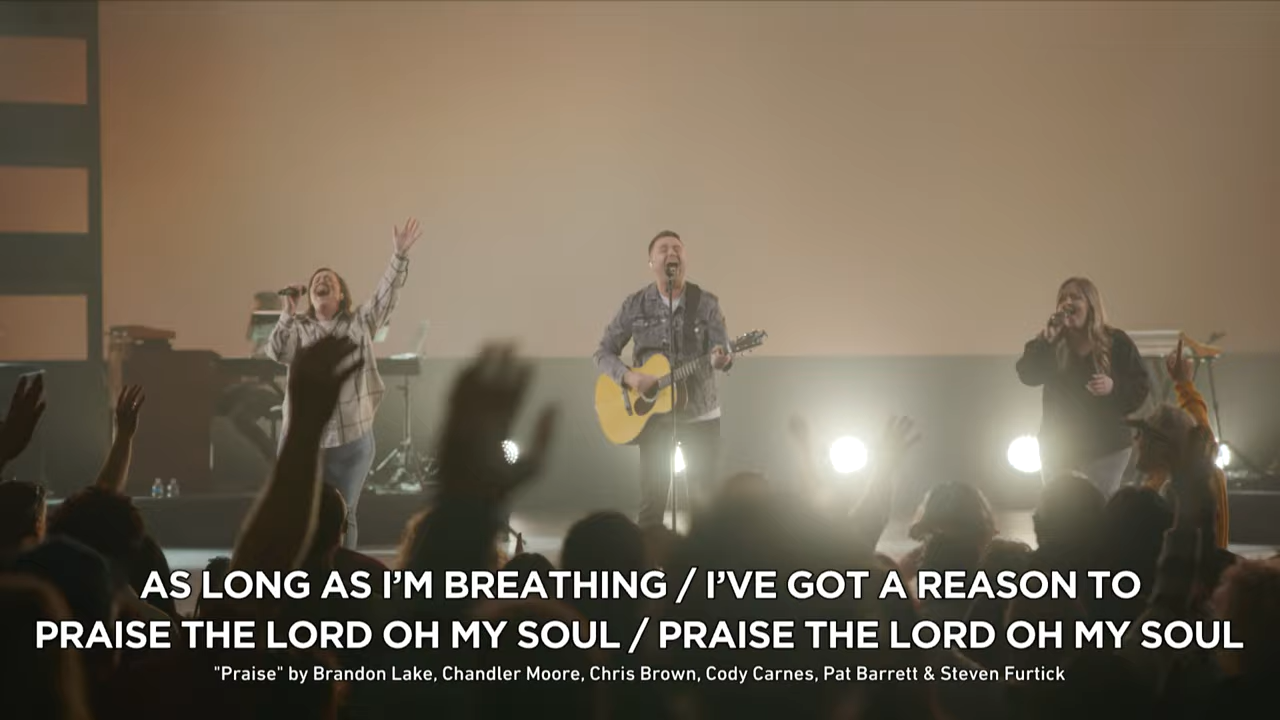 AS LONG AS I'M BREATHING / I'VE GOT A REASON TO
PRAISE THE LORD OH MY SOUL / PRAISE THE LORD OH MY SOUL
"Praise" by Brandon Lake, Chandler Moore, Chris Brown, Cody Carnes, Pat Barrett & Steven Furtick